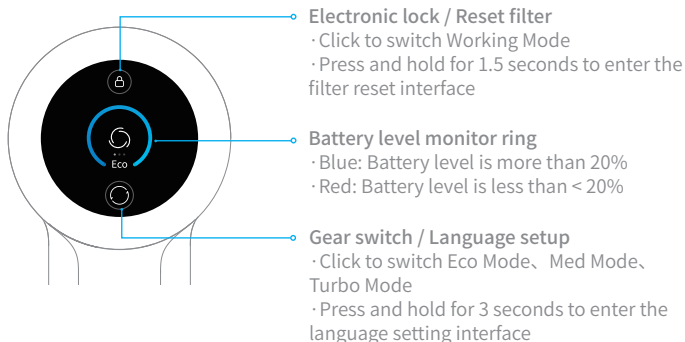 Electronic lock / Reset filter
·Click to switch Working Mode
·Press and hold for 1.5 seconds to enter the
filter reset interface
Eco
Battery level monitor ring
·Blue: Battery level is more than 20%
·Red: Battery level is less than < 20%
Gear switch / Language setup
·Click to switch Eco Mode、Med Mode、
Turbo Mode
·Press and hold for 3 seconds to enter the
language setting interface